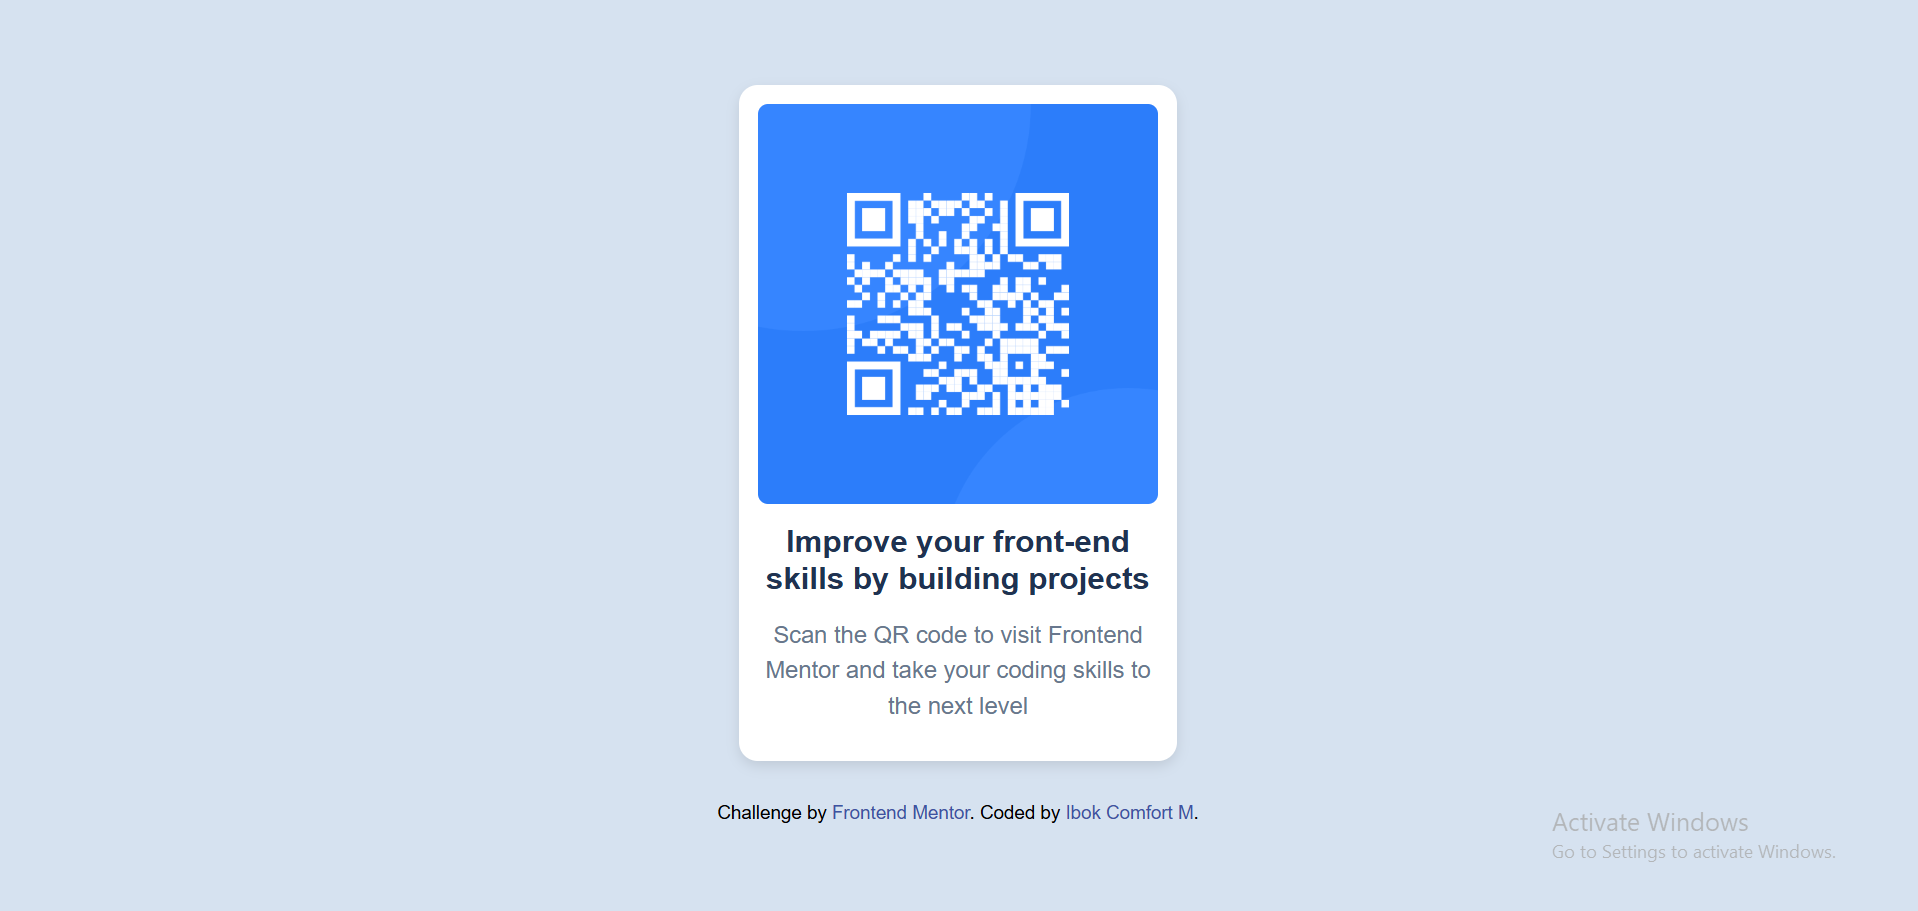 Improve your front-end
skills by building projects
Scan the QR code to visit Frontend
Mentor and take your coding skills to
the next level
Challenge by Frontend Mentor. Coded by Ibok Comfort M.
Activate Windows
Go to Settings to activate Windows.